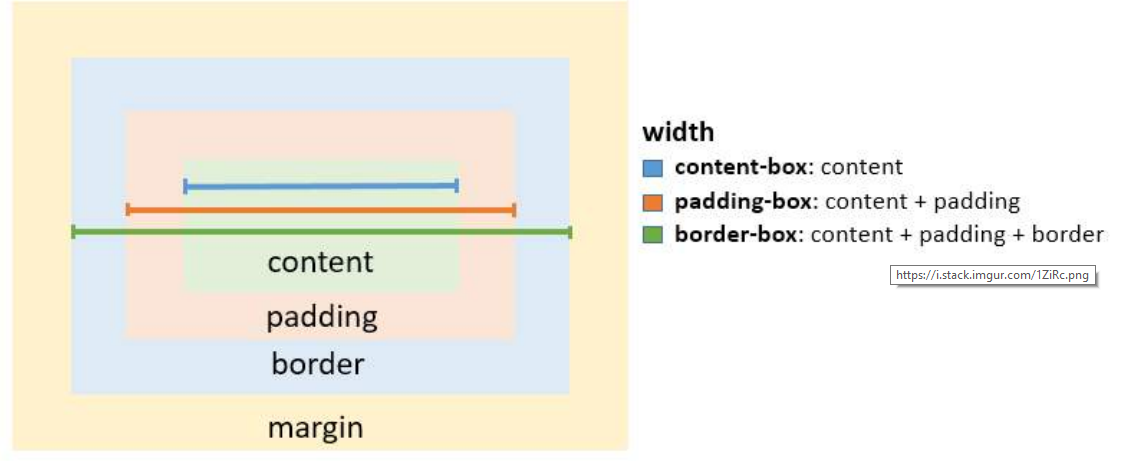 width
content-box: content
padding-box: content + padding
border-box: content + padding + border
https://i.stack.imgur.com/1ZiRc.png
content
padding
border
margin